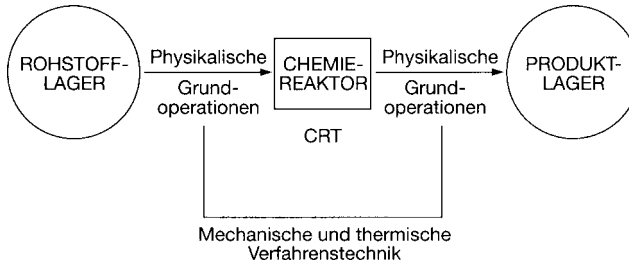 ROHSTOFF-
LAGER
Physikalische
Grund-
operationen
CHEMIE-
REAKTOR
CRT
Physikalische
Grund-
operationen
PRODUKT-
LAGER
Mechanische und thermische
Verfahrenstechnik